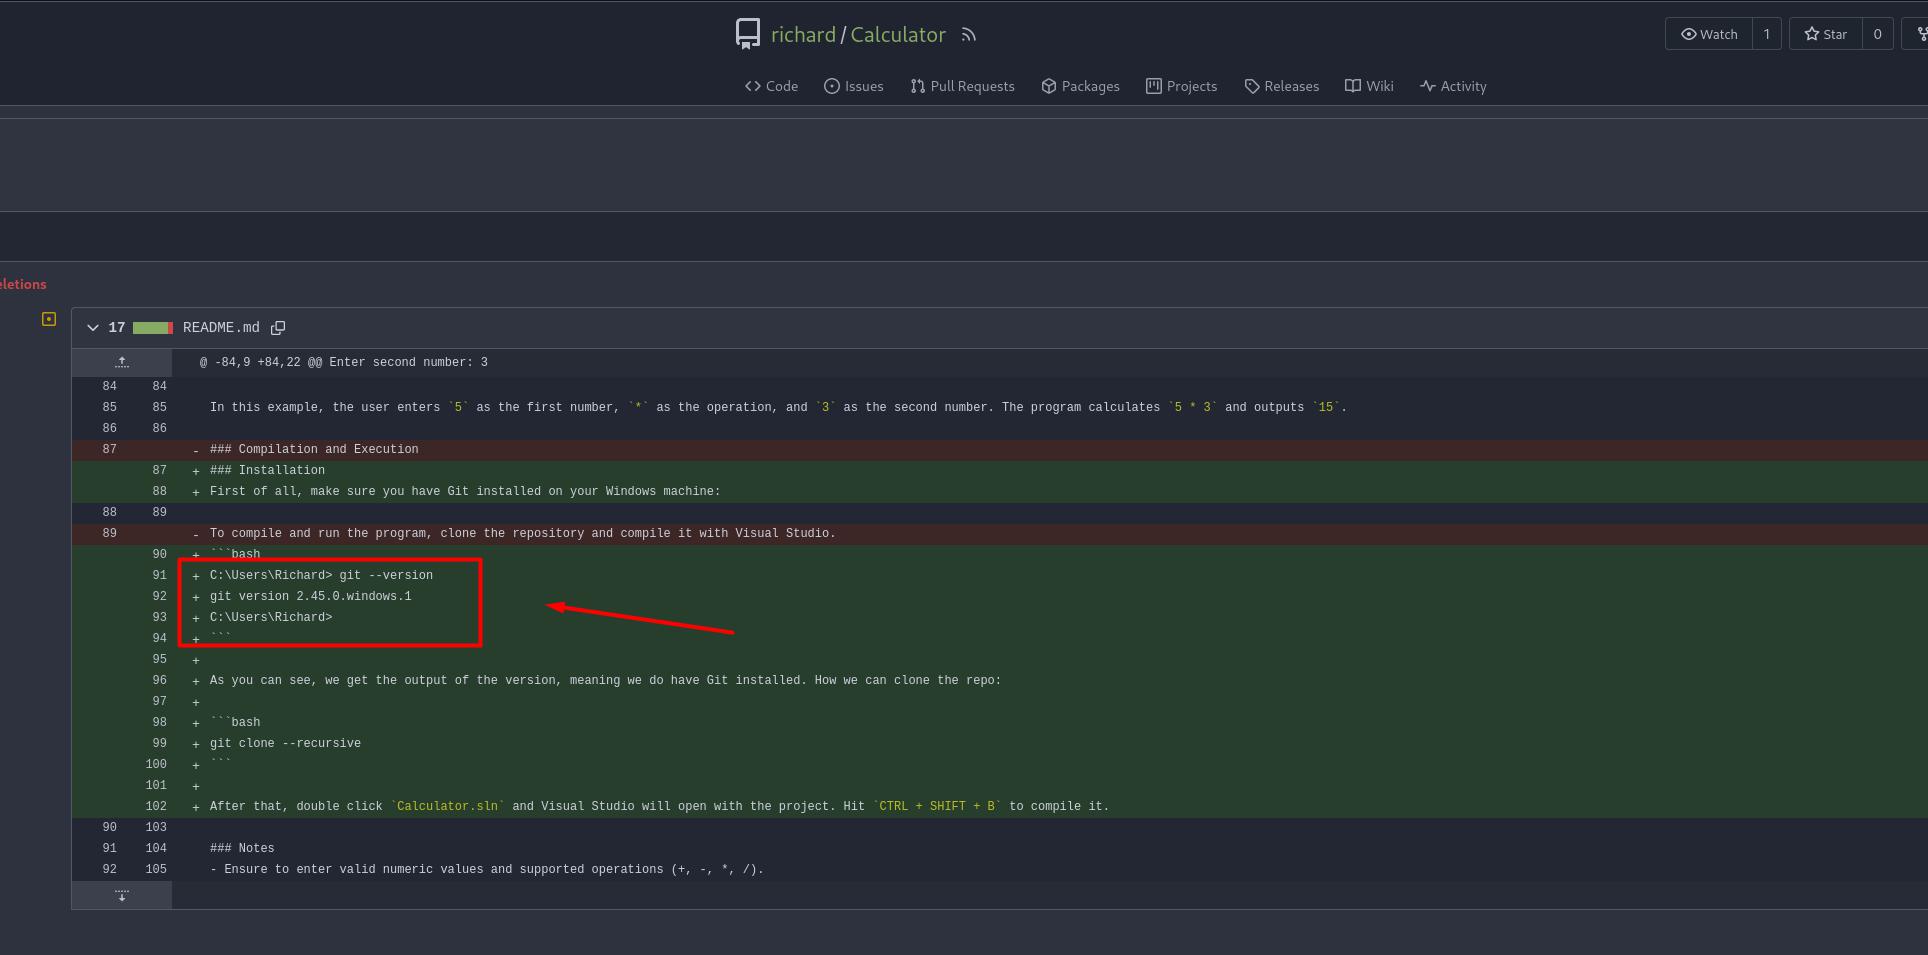 richard / Calculator
Watch 1 Star 0
Code Issues Pull Requests Packages Projects Releases Wiki Activity
eletions
17 README.md
@ -84,9 +84,22 @@ Enter second number: 3
84 84
85 85 In this example, the user enters `5` as the first number, `*` as the operation, and `3` as the second number. The program calculates `5 * 3` and outputs `15`.
86 86
87 - ### Compilation and Execution
87 + ### Installation
88 + First of all, make sure you have Git installed on your Windows machine:
88 89
89 - To compile and run the program, clone the repository and compile it with Visual Studio.
90 + ```bash
91 + C:\Users\Richard> git --version
92 + git version 2.45.0.windows.1
93 + C:\Users\Richard>
94 + ```
95 +
96 + As you can see, we get the output of the version, meaning we do have Git installed. How we can clone the repo:
97 +
98 + ```bash
99 + git clone --recursive
100 + ```
101 +
102 + After that, double click `Calculator.sln` and Visual Studio will open with the project. Hit `CTRL + SHIFT + B` to compile it.
90 103
91 104 ### Notes
92 105 - Ensure to enter valid numeric values and supported operations (+, -, *, /).